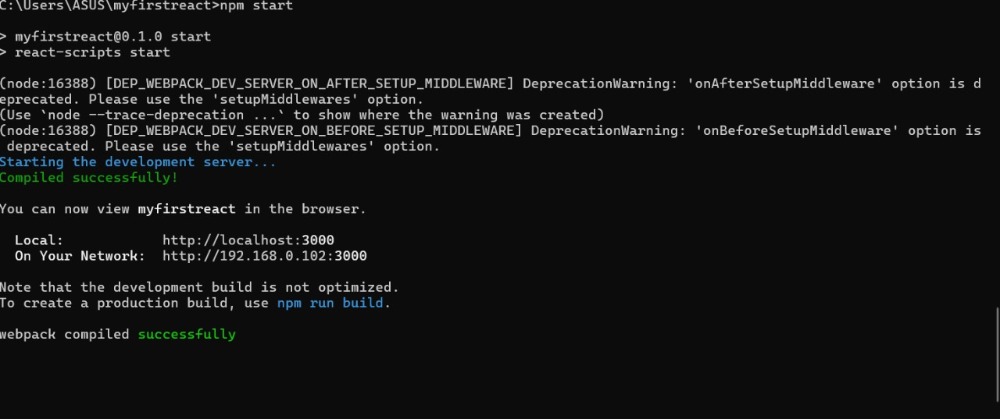 C:\Users\ASUS\myfirstreact>npm start
> myfirstreact@0.1.0 start
> react-scripts start
(node:16388) [DEP_WEBPACK_DEV_SERVER_ON_AFTER_SETUP_MIDDLEWARE] DeprecationWarning: 'onAfterSetupMiddleware' option is d
eprecated. Please use the 'setupMiddlewares' option.
(Use `node --trace-deprecation ...` to show where the warning was created)
(node:16388) [DEP_WEBPACK_DEV_SERVER_ON_BEFORE_SETUP_MIDDLEWARE] DeprecationWarning: 'onBeforeSetupMiddleware' option is
 deprecated. Please use the 'setupMiddlewares' option.
Starting the development server...
Compiled successfully!
You can now view myfirstreact in the browser.
  Local:            http://localhost:3000
  On Your Network:  http://192.168.0.102:3000
Note that the development build is not optimized.
To create a production build, use npm run build.
webpack compiled successfully